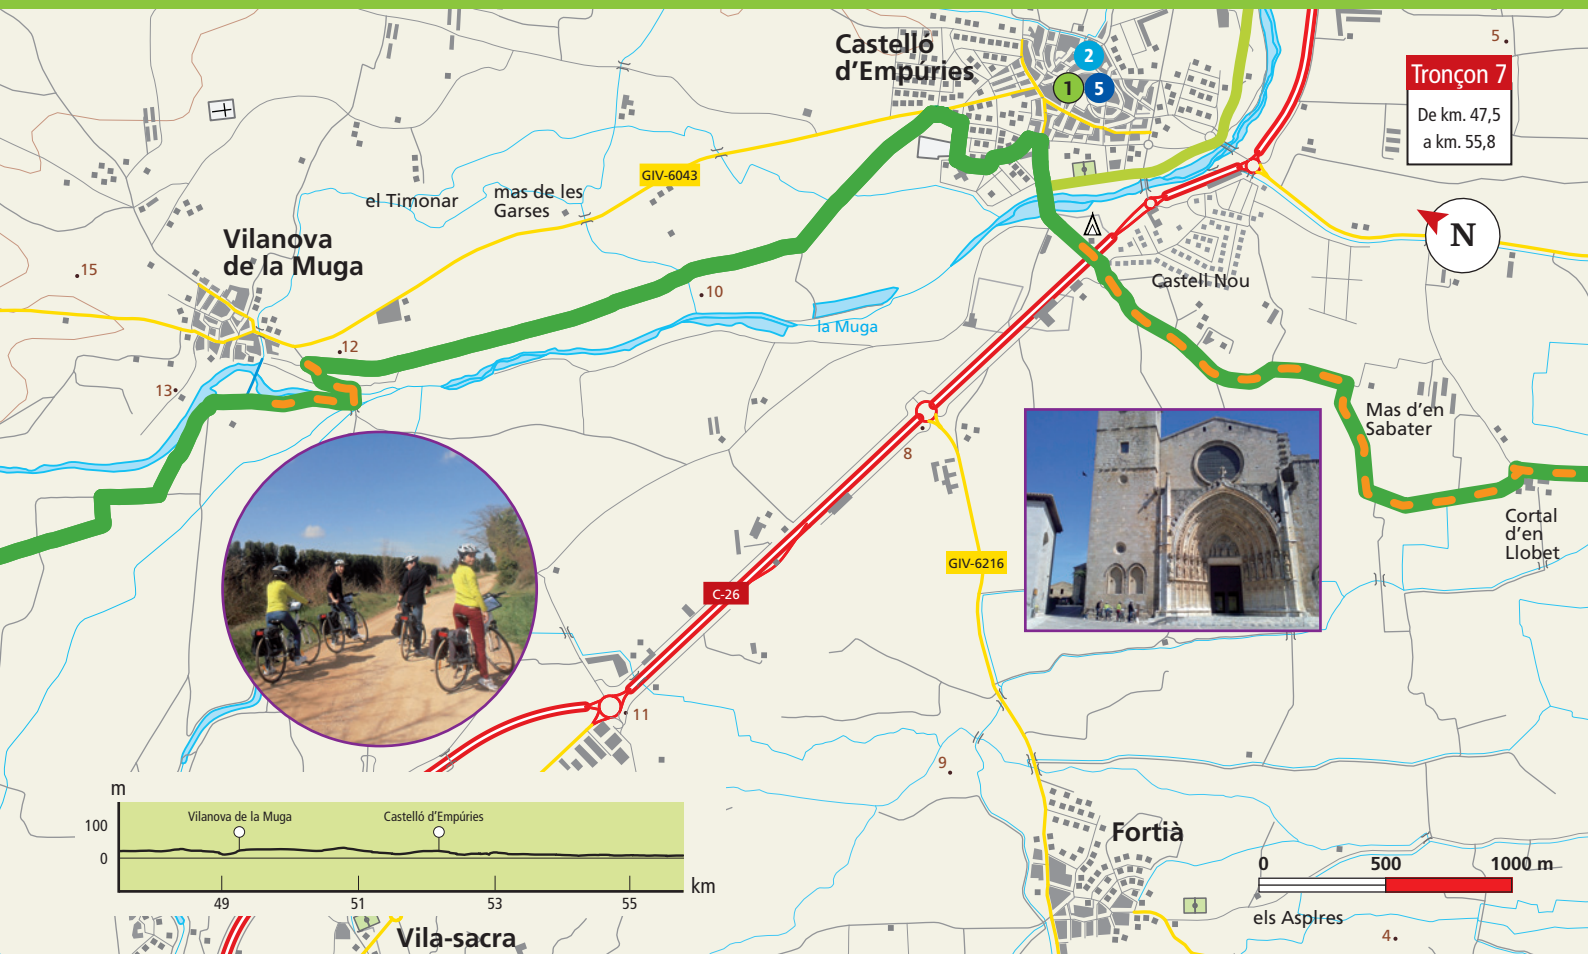 Castelló
d’Empúries
2
1
5
5
Tronçon 7
De km. 47,5
a km. 55,8
GIV-6043
el Timonar
mas de les
Garses
N
Vilanova
de la Muga
15
10
Castell Nou
la Muga
12
13
Mas d’en
Sabater
8
Cortal
d’en
Llobet
GIV-6216
C-26
11
9
m
100
0
Vilanova de la Muga
Castelló d’Empúries
km
49
51
53
55
Fortià
0
500
1000 m
els AspIres
4
Vila-sacra